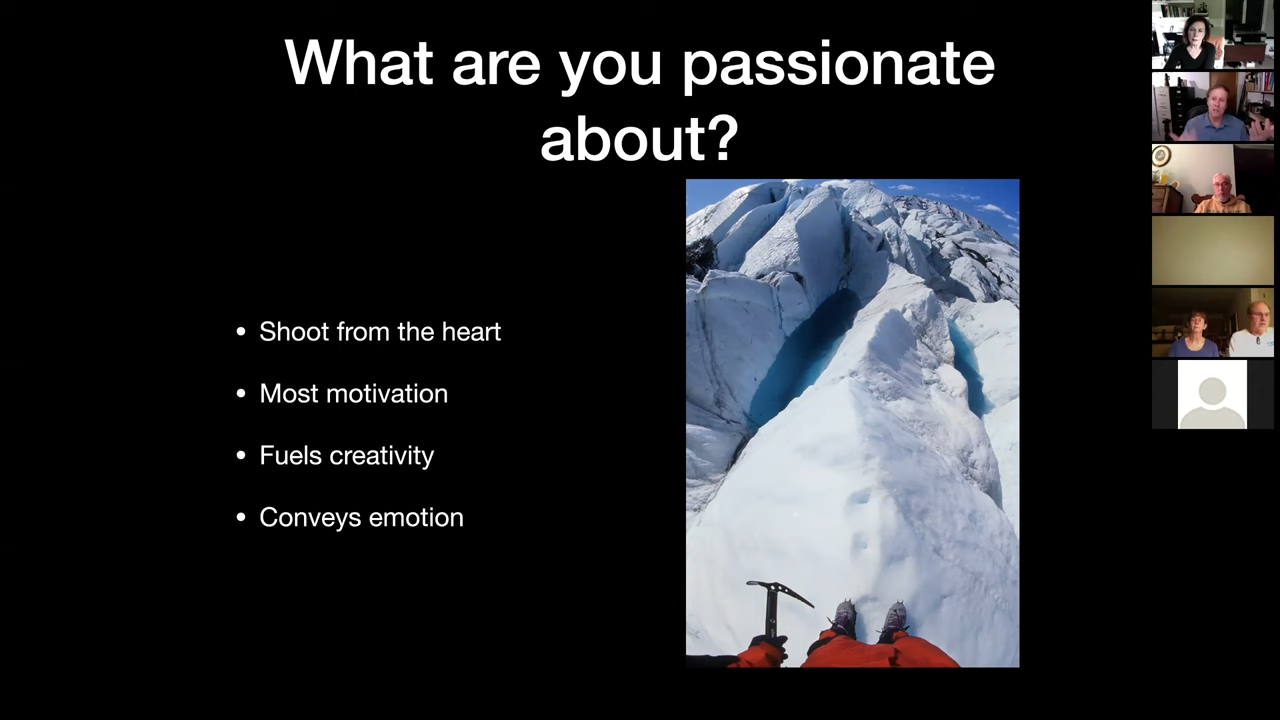 What are you passionate
about?
• Shoot from the heart
• Most motivation
• Fuels creativity
• Conveys emotion